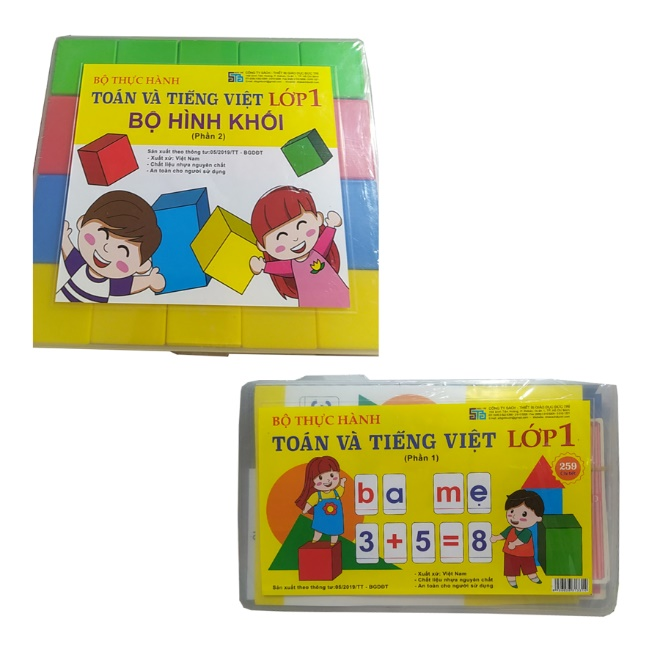 BỘ THỰC HÀNH
TOÁN VÀ TIẾNG VIỆT LỚP 1
BỘ HÌNH KHỐI
(Phần 2)
Sản xuất theo thông tư:05/2019/TT - BGDĐT
- Xuất xứ: Việt Nam
- Chất liệu nhựa nguyên chất
- An toàn cho người sử dụng
BỘ THỰC HÀNH
TOÁN VÀ TIẾNG VIỆT LỚP 1
(Phần 1)
259
b a mẹ
3 + 5 = 8
- Xuất xứ: Việt Nam
- Chất liệu nhựa nguyên chất
- An toàn cho người sử dụng
Sản xuất theo thông tư:05/2019/TT - BGDĐT